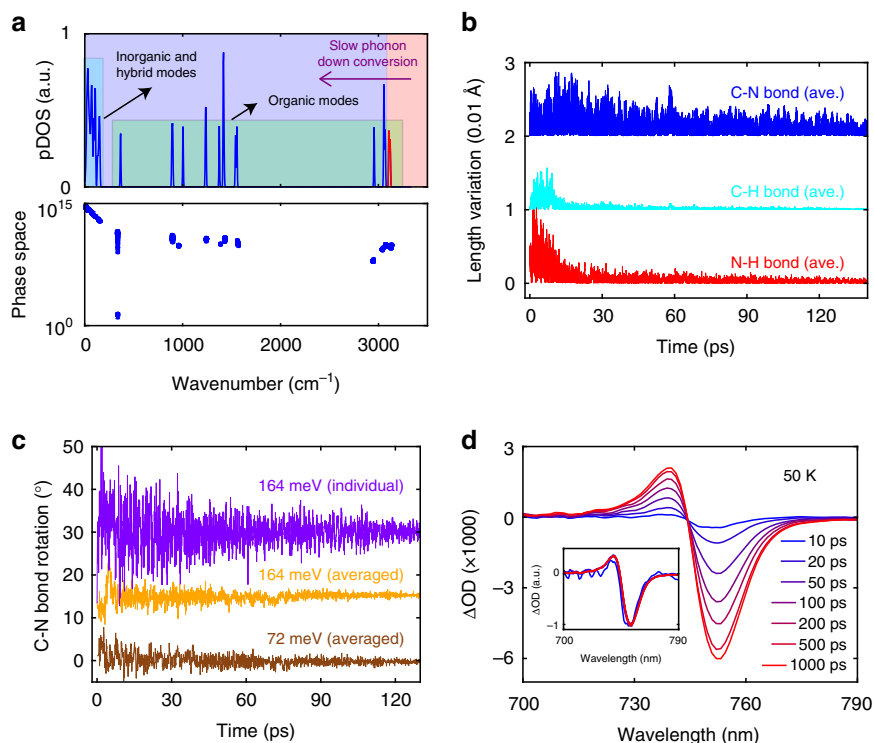 a
1
Inorganic and
hybrid modes
Slow phonon
down conversion
Organic modes
pDOS (a.u.)
0
10¹⁵
Phase space
10⁰
0 1000 2000 3000
Wavenumber (cm⁻¹)
b
3
C-N bond (ave.)
2
C-H bond (ave.)
1
N-H bond (ave.)
0
Length variation (0.01 Å)
0 30 60 90 120
Time (ps)
c
50
40
30
20
10
0
C-N bond rotation (°)
164 meV (individual)
164 meV (averaged)
72 meV (averaged)
0 30 60 90 120
Time (ps)
d
3
0
−3
−6
ΔOD (×1000)
50 K
10 ps
20 ps
50 ps
100 ps
200 ps
500 ps
1000 ps
ΔOD (a.u.)
0
−1
700 790
Wavelength (nm)
700 730 760 790
Wavelength (nm)